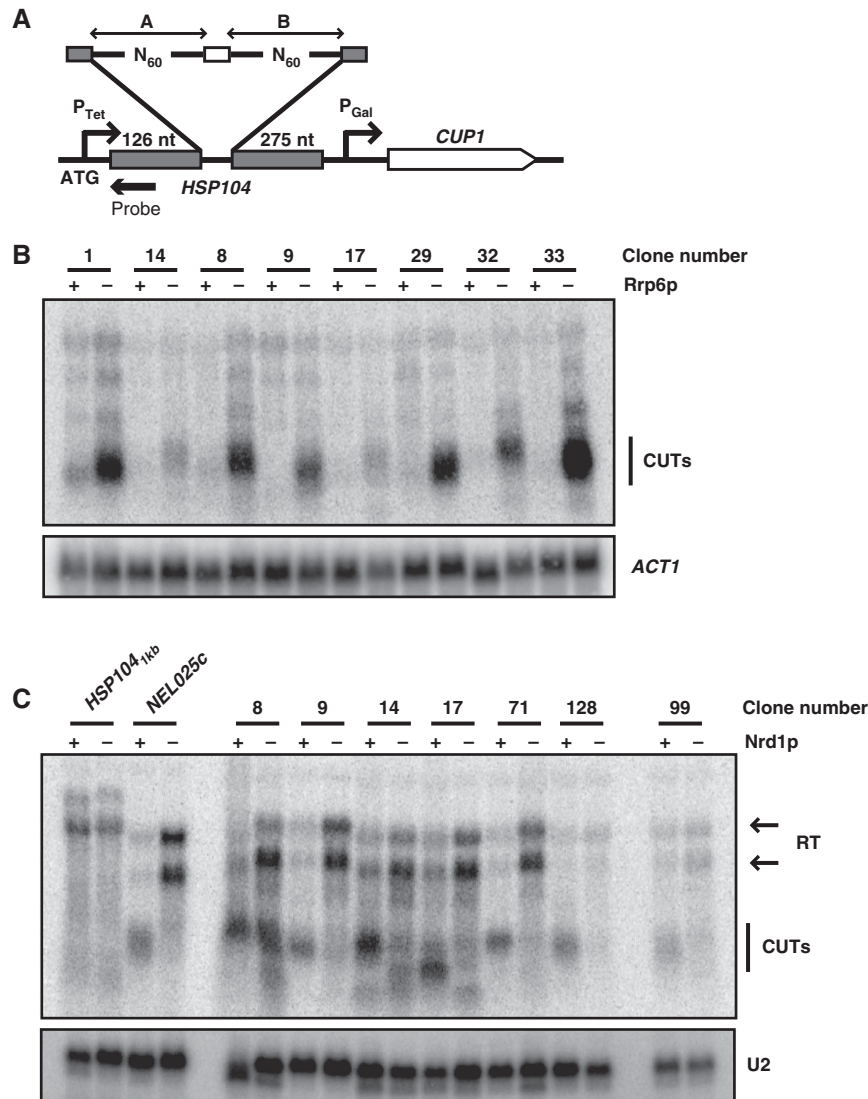 A
A B
N60 N60
PTet PGal
126 nt 275 nt CUP1
ATG HSP104
Probe
B
1 14 8 9 17 29 32 33 Clone number
+ – + – + – + – + – + – + – + – Rrp6p
CUTs
ACT1
C
HSP1041kb NEL025c
8 9 14 17 71 128 99 Clone number
+ – + – + – + – + – + – + – + – + – Nrd1p
RT
CUTs
U2